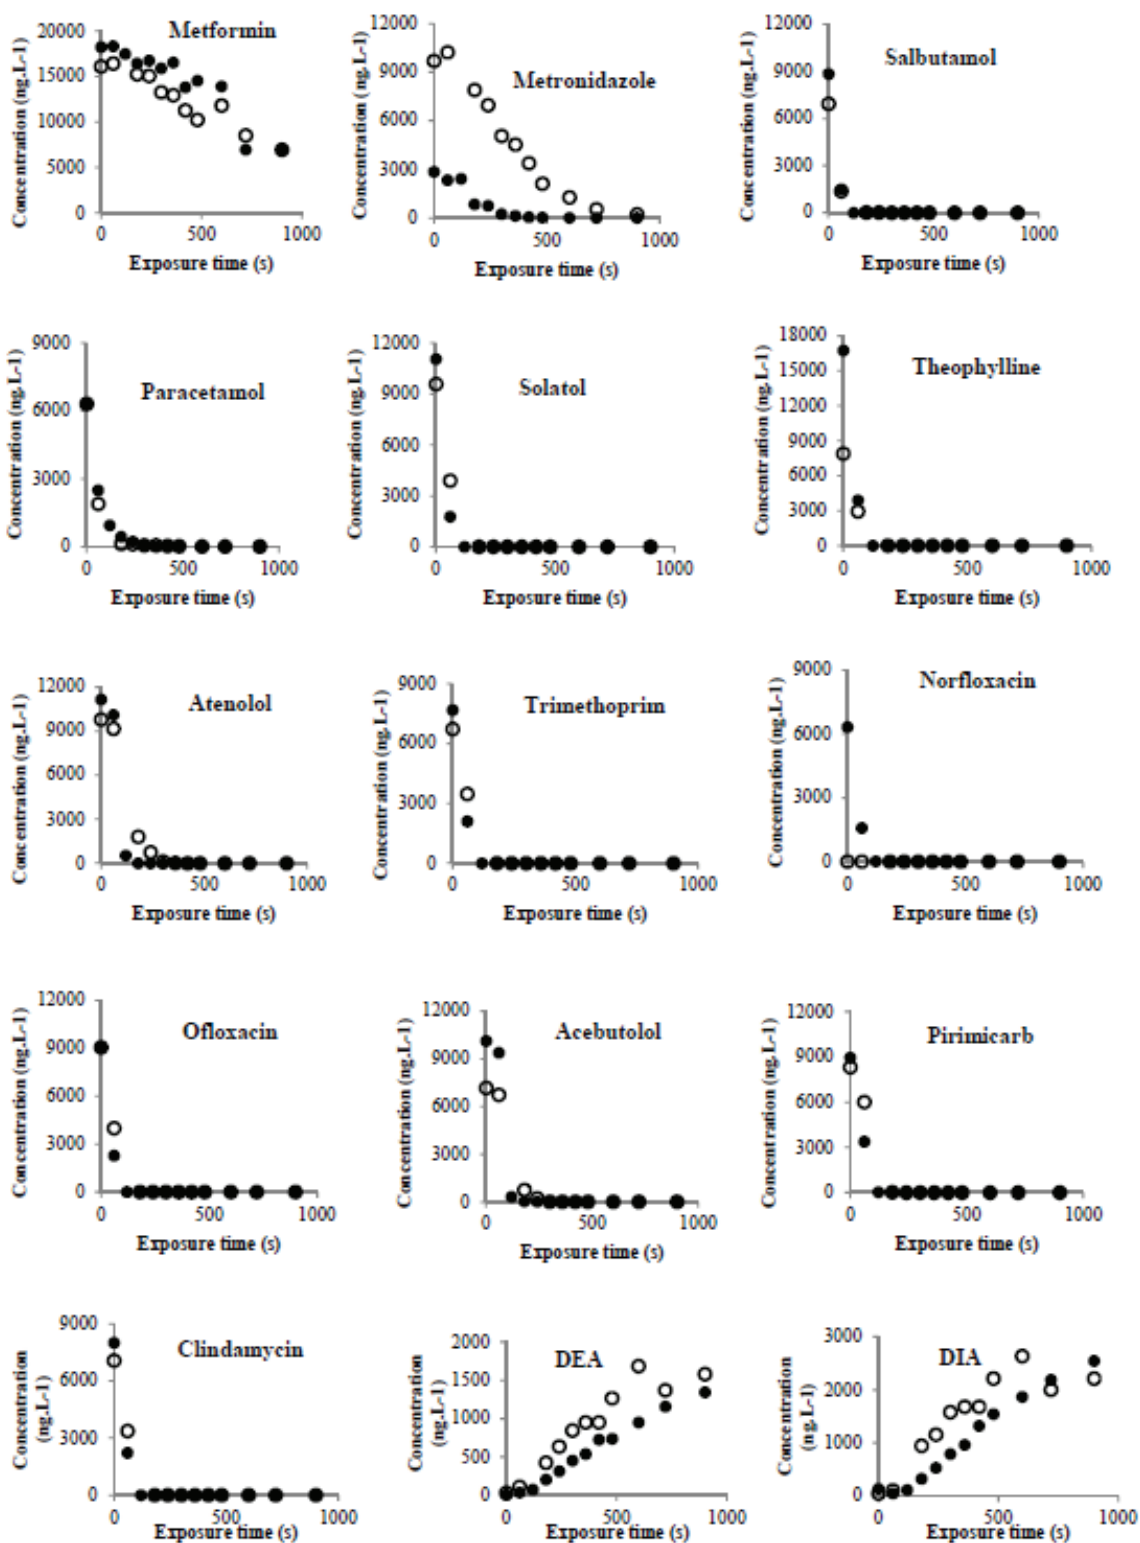 Metformin
Concentration (ng.L-1)
20000
15000
10000
5000
0
0 500 1000
Exposure time (s)
Metronidazole
Concentration (ng.L-1)
12000
9000
6000
3000
0
0 500 1000
Exposure time (s)
Salbutamol
Concentration (ng.L-1)
12000
9000
6000
3000
0
0 500 1000
Exposure time (s)
Paracetamol
Concentration (ng.L-1)
9000
6000
3000
0
0 500 1000
Exposure time (s)
Solatol
Concentration (ng.L-1)
12000
9000
6000
3000
0
0 500 1000
Exposure time (s)
Theophylline
Concentration (ng.L-1)
18000
15000
12000
9000
6000
3000
0
0 500 1000
Exposure time (s)
Atenolol
Concentration (ng.L-1)
12000
9000
6000
3000
0
0 500 1000
Exposure time (s)
Trimethoprim
Concentration (ng.L-1)
9000
6000
3000
0
0 500 1000
Exposure time (s)
Norfloxacin
Concentration (ng.L-1)
9000
6000
3000
0
0 500 1000
Exposure time (s)
Ofloxacin
Concentration (ng.L-1)
12000
9000
6000
3000
0
0 500 1000
Exposure time (s)
Acebutolol
Concentration (ng.L-1)
12000
9000
6000
3000
0
0 500 1000
Exposure time (s)
Pirimicarb
Concentration (ng.L-1)
12000
9000
6000
3000
0
0 500 1000
Exposure time (s)
Clindamycin
Concentration
(ng.L-1)
9000
6000
3000
0
0 500 1000
Exposure time (s)
DEA
Concentration
(ng.L-1)
2000
1500
1000
500
0
0 500 1000
Exposure time (s)
DIA
Concentration
(ng.L-1)
3000
2000
1000
0
0 500 1000
Exposure time (s)